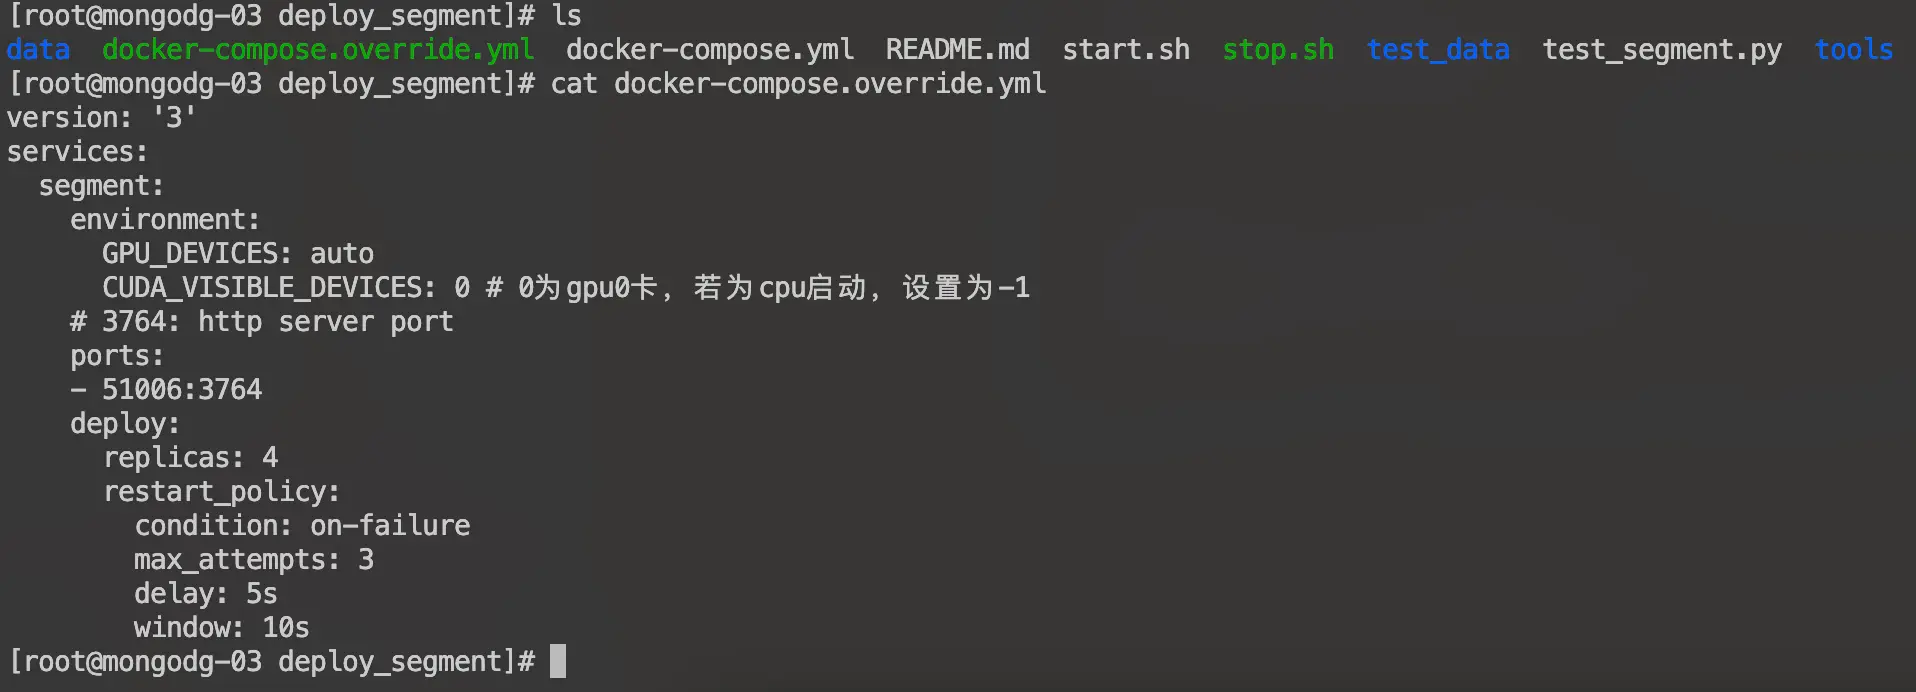 [root@mongodg-03 deploy_segment]# ls
data  docker-compose.override.yml  docker-compose.yml  README.md  start.sh  stop.sh  test_data  test_segment.py  tools
[root@mongodg-03 deploy_segment]# cat docker-compose.override.yml
version: '3'
services:
  segment:
    environment:
      GPU_DEVICES: auto
      CUDA_VISIBLE_DEVICES: 0 # 0为gpu0卡, 若为cpu启动, 设置为-1
    # 3764: http server port
    ports:
    - 51006:3764
    deploy:
      replicas: 4
      restart_policy:
        condition: on-failure
        max_attempts: 3
        delay: 5s
        window: 10s
[root@mongodg-03 deploy_segment]#